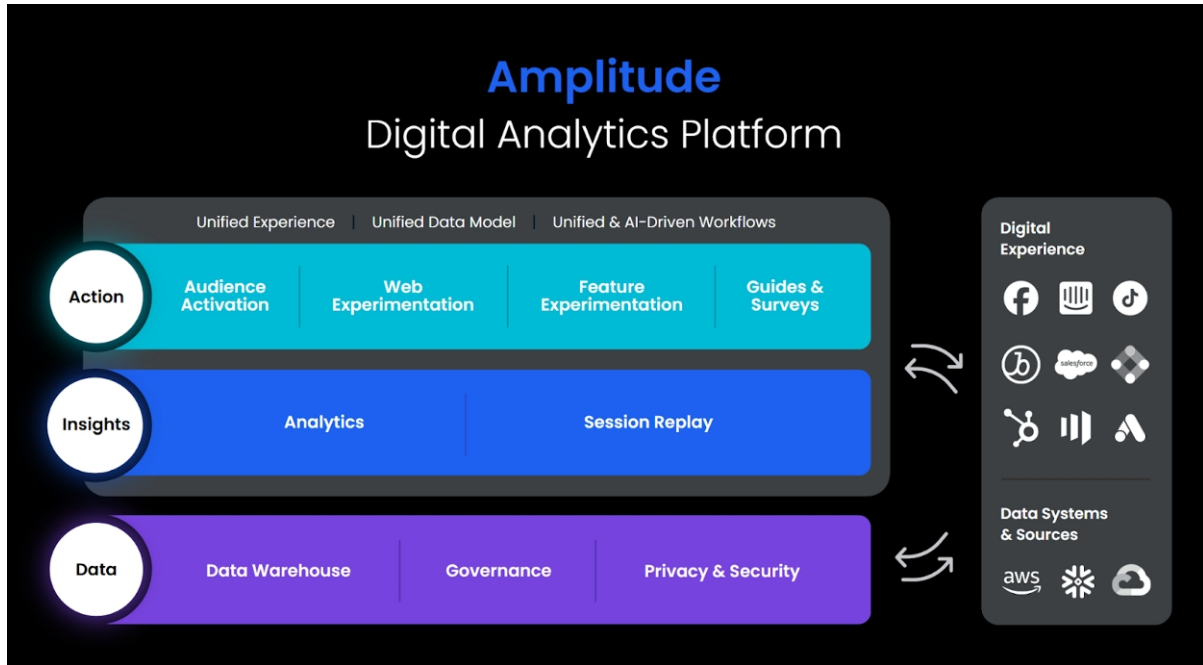 Amplitude
Digital Analytics Platform
Unified Experience | Unified Data Model | Unified & AI-Driven Workflows
Action
Audience
Activation
Web
Experimentation
Feature
Experimentation
Guides &
Surveys
Insights
Analytics
Session Replay
Data
Data Warehouse
Governance
Privacy & Security
Digital
Experience
salesforce
Data Systems
& Sources
aws